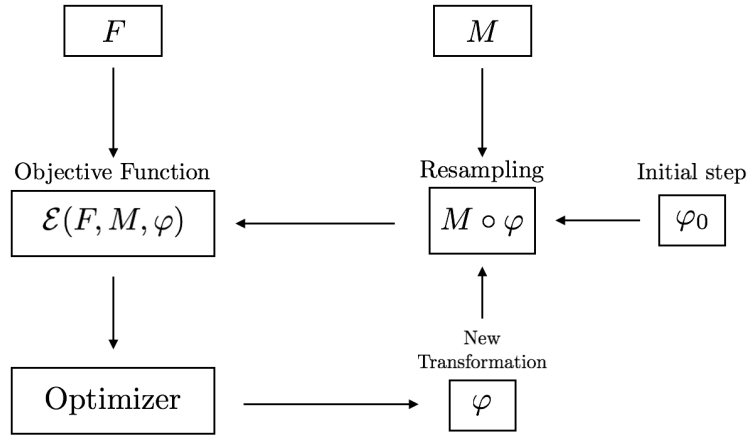 F
M
Objective Function
Resampling
Initial step
ℰ(F, M, φ)
M ∘ φ
φ₀
New
Transformation
Optimizer
φ